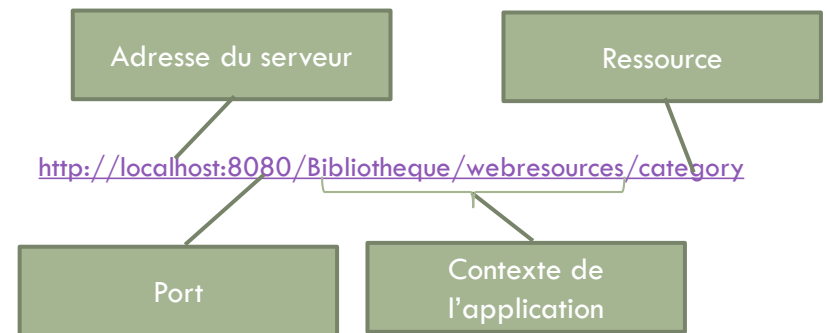 Adresse du serveur
Ressource
http://localhost:8080/Bibliotheque/webresources/category
Port
Contexte de
l’application